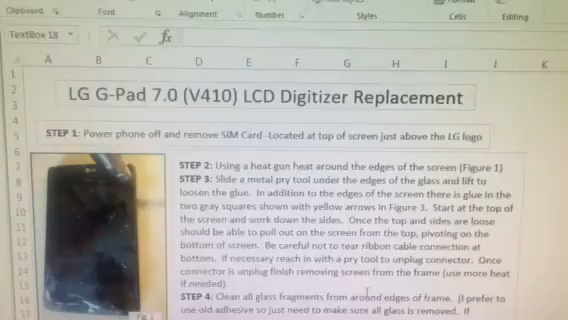 Clipboard
Font
Alignment
Number
Styles
Cells
Editing
TextBox 18
fx
A B C D E F G H I J K
1
2
3
4
5
6
7
8
9
10
11
12
13
14
15
16
17
LG G-Pad 7.0 (V410) LCD Digitizer Replacement
STEP 1: Power phone off and remove SIM Card -Located at top of screen just above the LG logo
STEP 2: Using a heat gun heat around the edges of the screen (Figure 1)
STEP 3: Slide a metal pry tool under the edges of the glass and lift to
loosen the glue. In addition to the edges of the screen there is glue in the
two gray squares shown with yellow arrows in Figure 3. Start at the top of
the screen and work down the sides. Once the top and sides are loose
should be able to pull out on the screen from the top, pivoting on the
bottom of screen. Be careful not to tear ribbon cable connection at
bottom. If necessary reach in with a pry tool to unplug connector. Once
connector is unplug finish removing screen from the frame (use more heat
if needed).
STEP 4: Clean all glass fragments from around edges of frame. (I prefer to
use old adhesive so just need to make sure all glass is removed. If